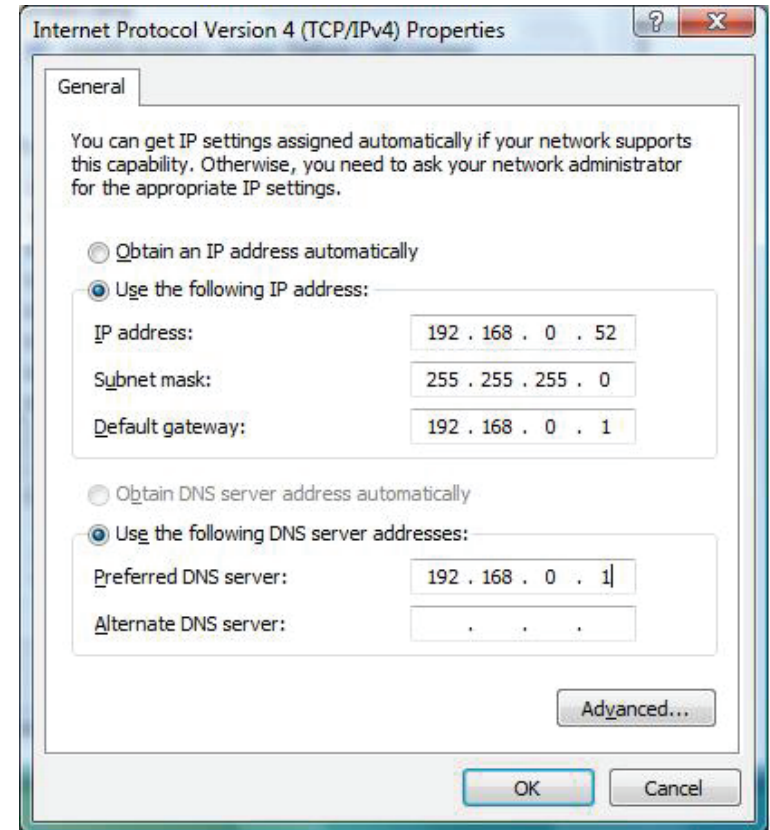 Internet Protocol Version 4 (TCP/IPv4) Properties
General
You can get IP settings assigned automatically if your network supports
this capability. Otherwise, you need to ask your network administrator
for the appropriate IP settings.
Obtain an IP address automatically
Use the following IP address:
IP address: 192 . 168 . 0 . 52
Subnet mask: 255 . 255 . 255 . 0
Default gateway: 192 . 168 . 0 . 1
Obtain DNS server address automatically
Use the following DNS server addresses:
Preferred DNS server: 192 . 168 . 0 . 1
Alternate DNS server: . . .
Advanced...
OK Cancel